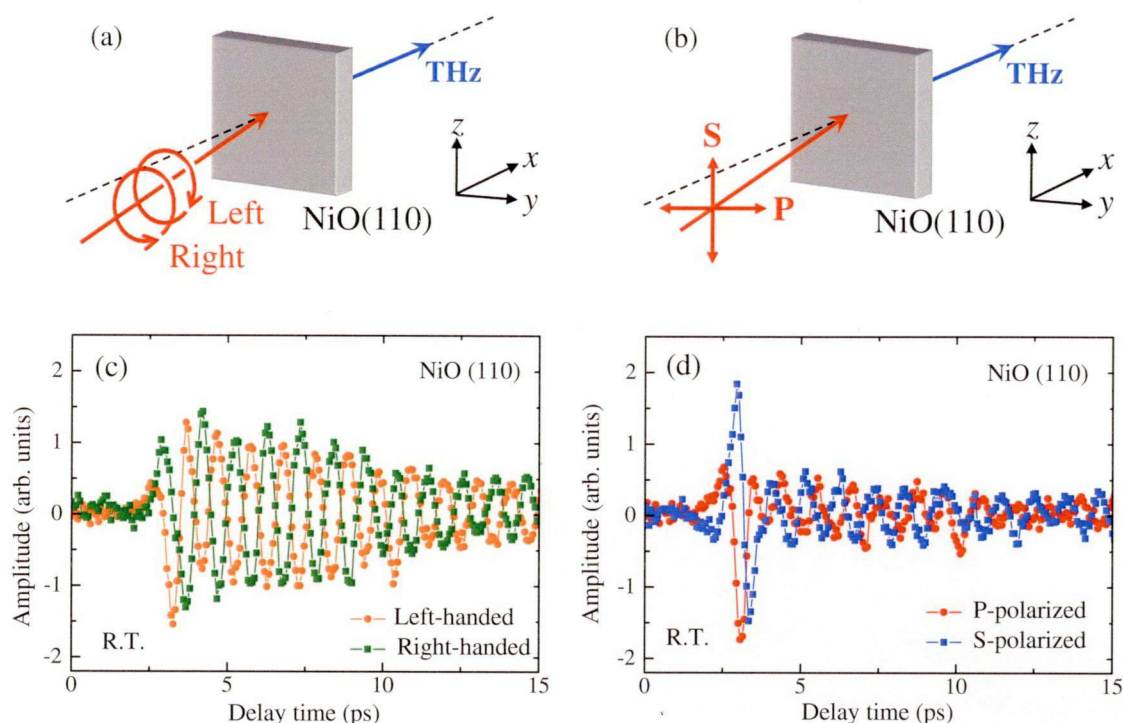 (a)
THz
z
x
y
Left
Right
NiO(110)
(b)
THz
S
P
z
x
y
NiO(110)
(c)
NiO (110)
Amplitude (arb. units)
2
1
0
-1
-2
Left-handed
Right-handed
R.T.
0 5 10 15
Delay time (ps)
(d)
NiO (110)
Amplitude (arb. units)
2
1
0
-1
-2
P-polarized
S-polarized
R.T.
0 5 10 15
Delay time (ps)